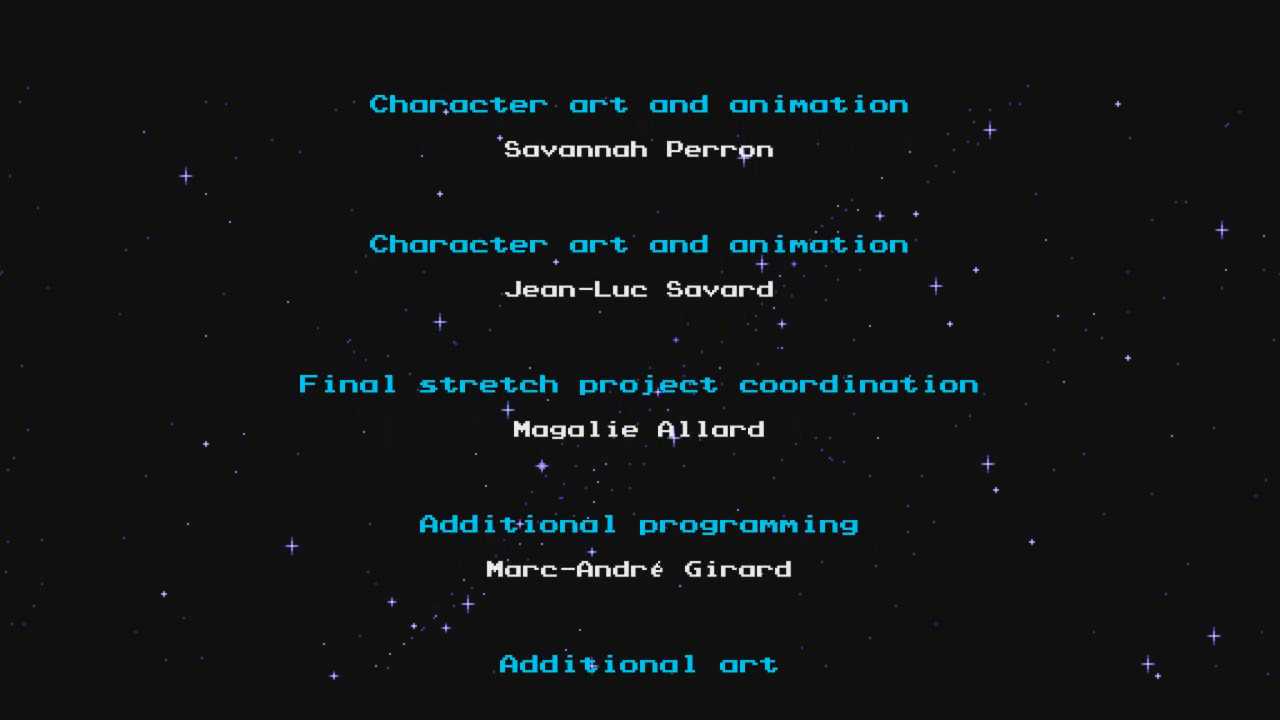 Character art and animation
Savannah Perron
Character art and animation
Jean-Luc Savard
Final stretch project coordination
Magalie Allard
Additional programming
Marc-André Girard
Additional art